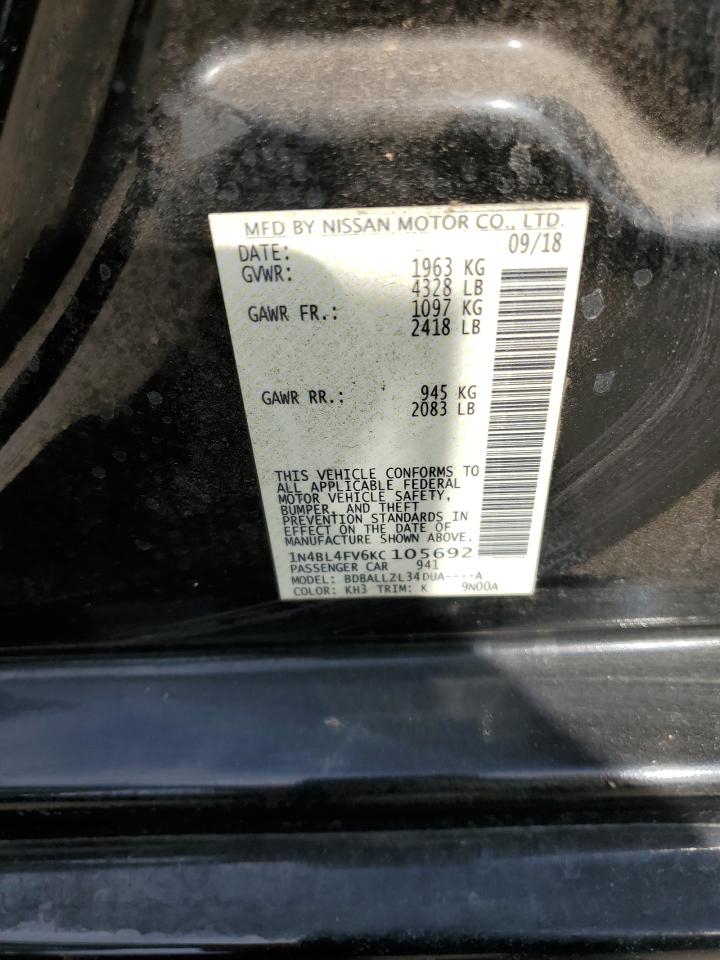 MFD BY NISSAN MOTOR CO., LTD.
DATE: 09/18
GVWR: 1963 KG
4328 LB
GAWR FR.: 1097 KG
2418 LB
GAWR RR.: 945 KG
2083 LB
THIS VEHICLE CONFORMS TO
ALL APPLICABLE FEDERAL
MOTOR VEHICLE SAFETY,
BUMPER, AND THEFT
PREVENTION STANDARDS IN
EFFECT ON THE DATE OF
MANUFACTURE SHOWN ABOVE.
1N4BL4FV6KC105692
PASSENGER CAR 941
MODEL: BDBALLZL34DUA----A
COLOR: KH3 TRIM: K 9N00A